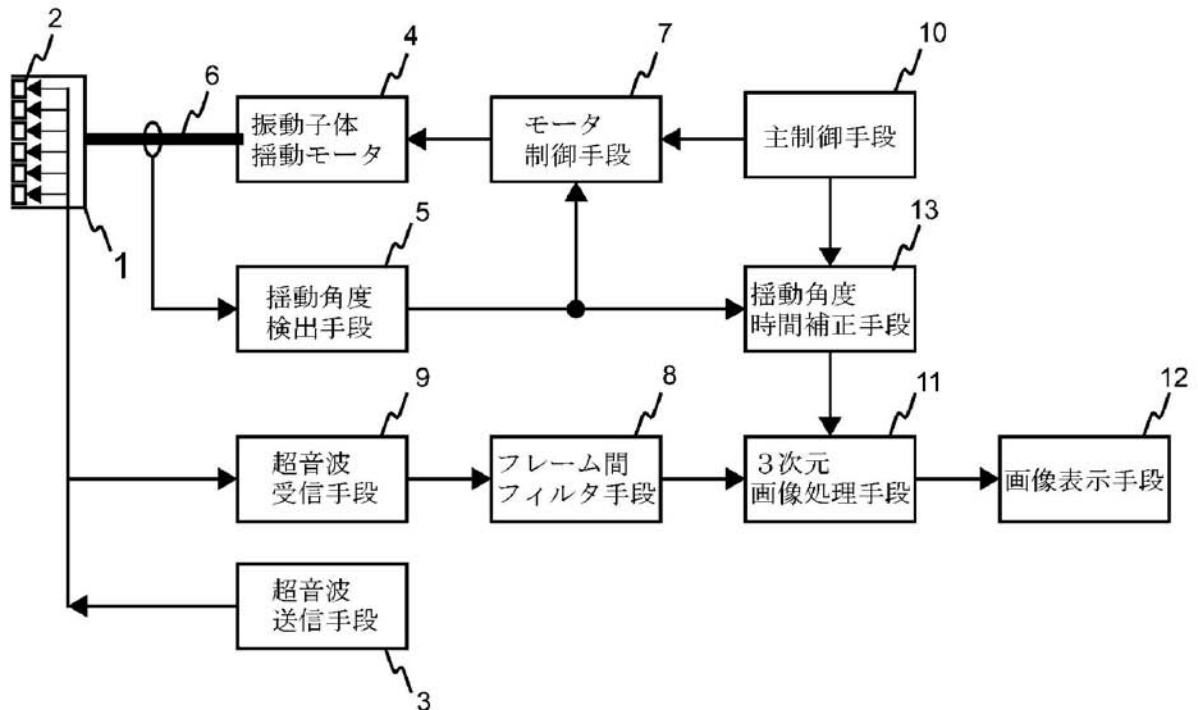 2
6
4
振動子体
揺動モータ
7
モータ
制御手段
10
主制御手段
1
5
揺動角度
検出手段
13
揺動角度
時間補正手段
9
超音波
受信手段
8
フレーム間
フィルタ手段
11
３次元
画像処理手段
12
画像表示手段
超音波
送信手段
3